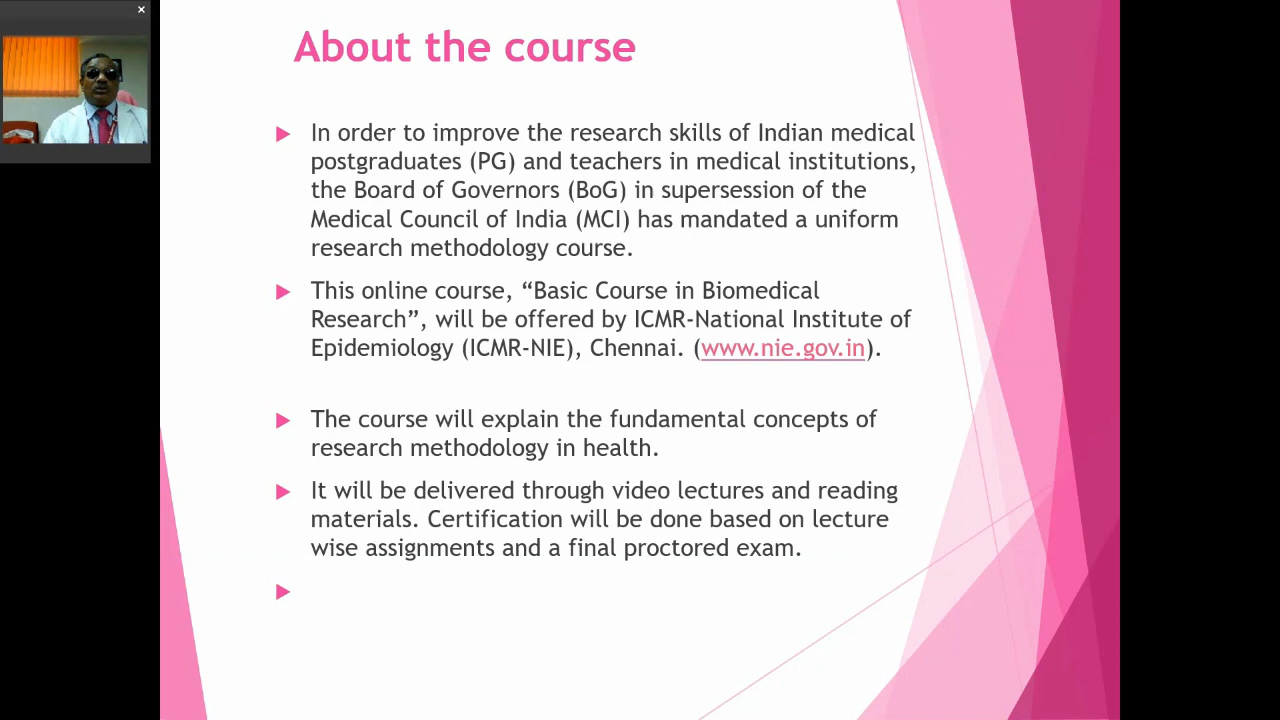 About the course
In order to improve the research skills of Indian medical
postgraduates (PG) and teachers in medical institutions,
the Board of Governors (BoG) in supersession of the
Medical Council of India (MCI) has mandated a uniform
research methodology course.
This online course, “Basic Course in Biomedical
Research”, will be offered by ICMR-National Institute of
Epidemiology (ICMR-NIE), Chennai. (www.nie.gov.in).
The course will explain the fundamental concepts of
research methodology in health.
It will be delivered through video lectures and reading
materials. Certification will be done based on lecture
wise assignments and a final proctored exam.